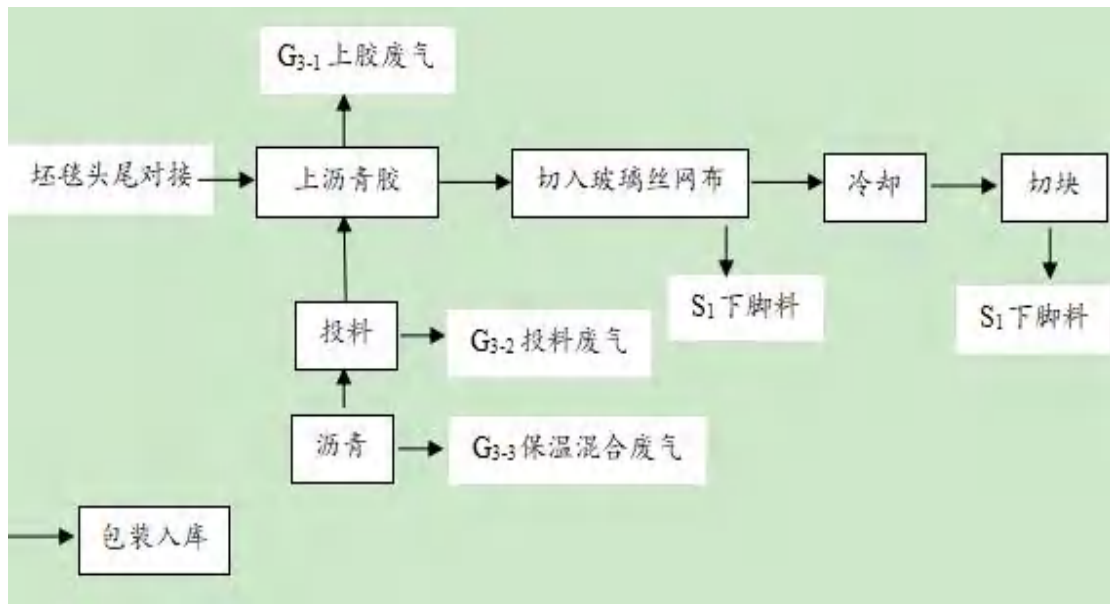 G3-1 上胶废气
坯毯头尾对接
上沥青胶
切入玻璃丝网布
冷却
切块
S1 下脚料
S1 下脚料
投料
G3-2 投料废气
沥青
G3-3 保温混合废气
包装入库